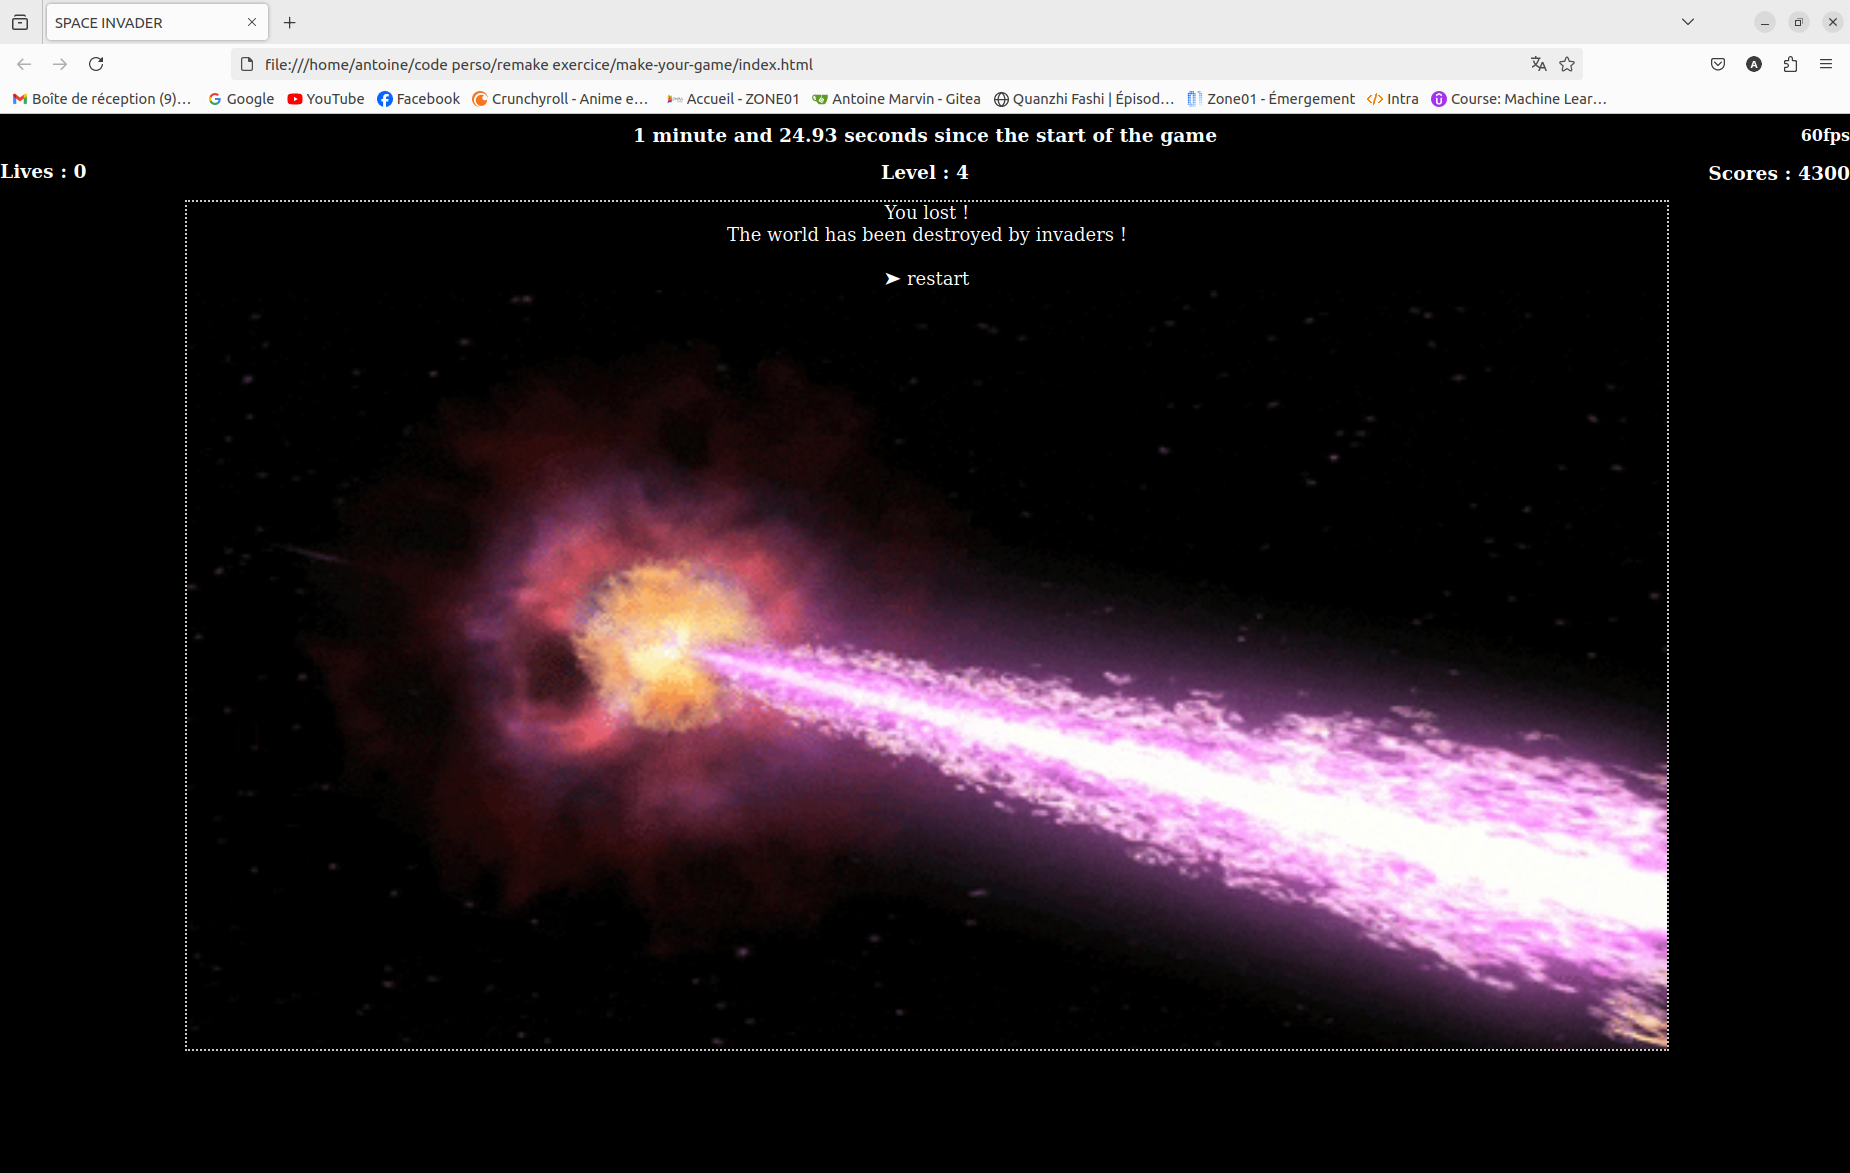 SPACE INVADER
file:///home/antoine/code perso/remake exercice/make-your-game/index.html
A
Boîte de réception (9)…
Google
YouTube
Facebook
Crunchyroll - Anime e…
Accueil - ZONE01
Antoine Marvin - Gitea
Quanzhi Fashi | Épisod…
Zone01 - Émergement
Intra
Course: Machine Lear…
1 minute and 24.93 seconds since the start of the game
60fps
Lives : 0
Level : 4
Scores : 4300
You lost !
The world has been destroyed by invaders !
➤ restart